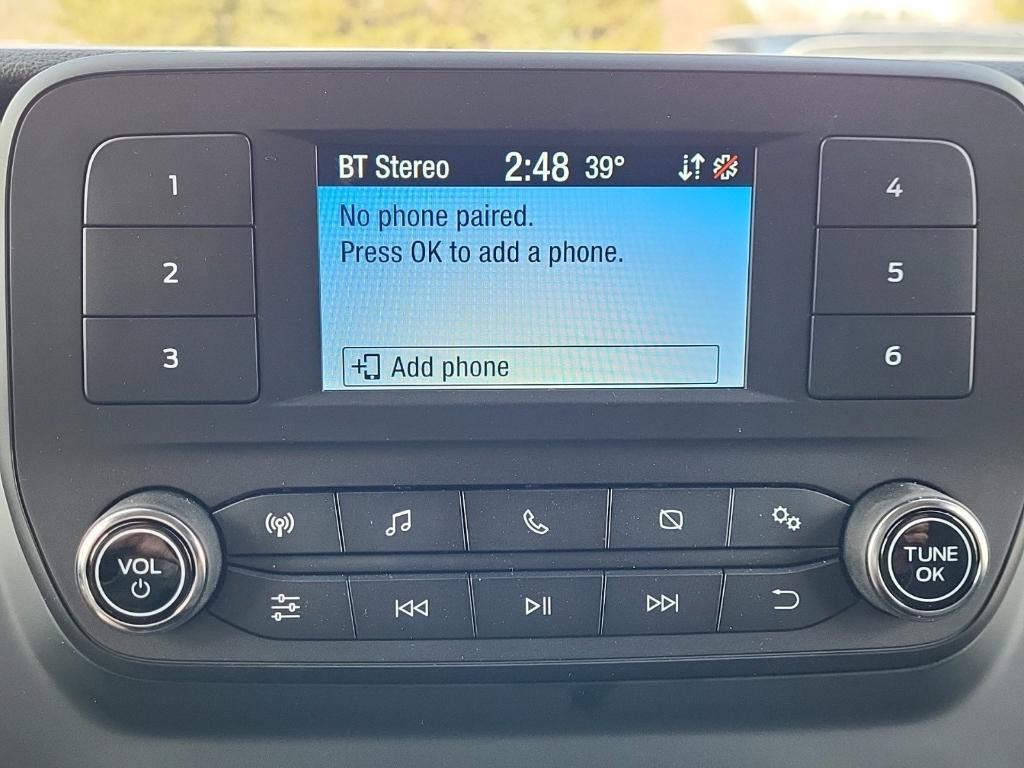 BT Stereo 2:48 39°
No phone paired.
Press OK to add a phone.
Add phone
1
2
3
4
5
6
VOL
TUNE
OK